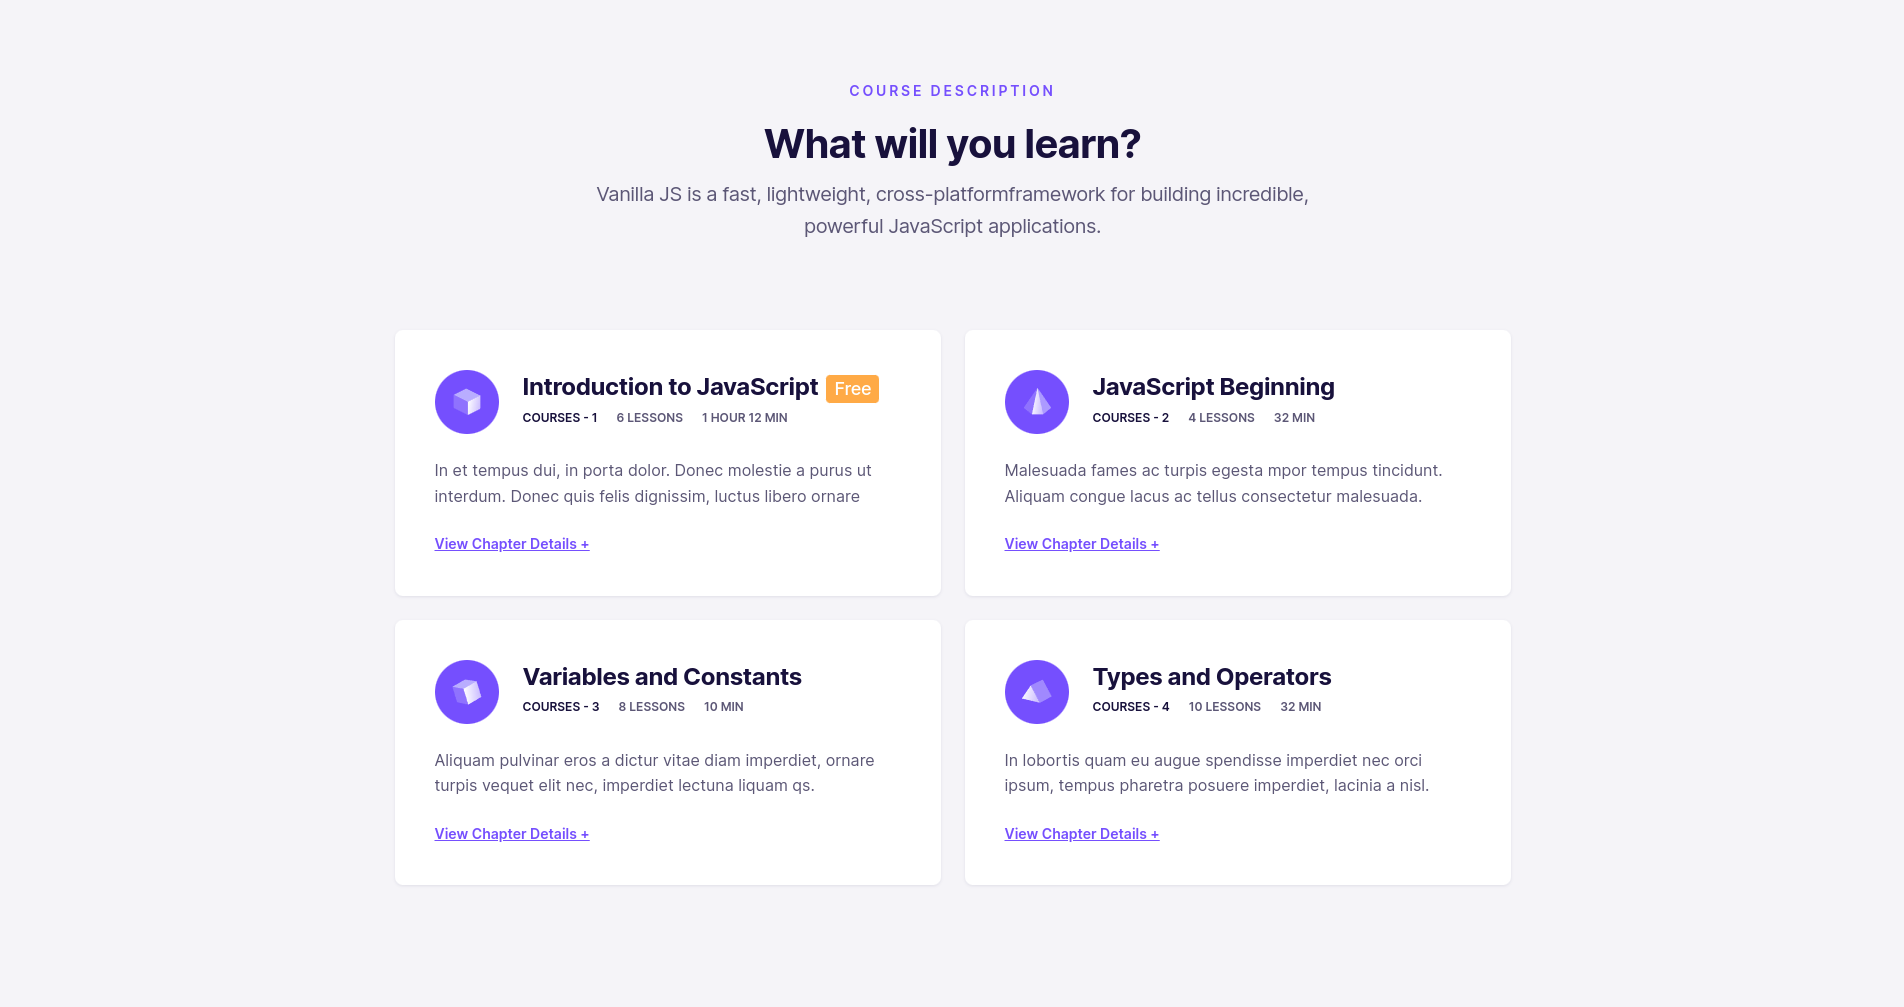 COURSE DESCRIPTION
What will you learn?
Vanilla JS is a fast, lightweight, cross-platformframework for building incredible,
powerful JavaScript applications.
Introduction to JavaScript Free
COURSES - 1 6 LESSONS 1 HOUR 12 MIN
In et tempus dui, in porta dolor. Donec molestie a purus ut
interdum. Donec quis felis dignissim, luctus libero ornare
View Chapter Details +
JavaScript Beginning
COURSES - 2 4 LESSONS 32 MIN
Malesuada fames ac turpis egesta mpor tempus tincidunt.
Aliquam congue lacus ac tellus consectetur malesuada.
View Chapter Details +
Variables and Constants
COURSES - 3 8 LESSONS 10 MIN
Aliquam pulvinar eros a dictur vitae diam imperdiet, ornare
turpis vequet elit nec, imperdiet lectuna liquam qs.
View Chapter Details +
Types and Operators
COURSES - 4 10 LESSONS 32 MIN
In lobortis quam eu augue spendisse imperdiet nec orci
ipsum, tempus pharetra posuere imperdiet, lacinia a nisl.
View Chapter Details +